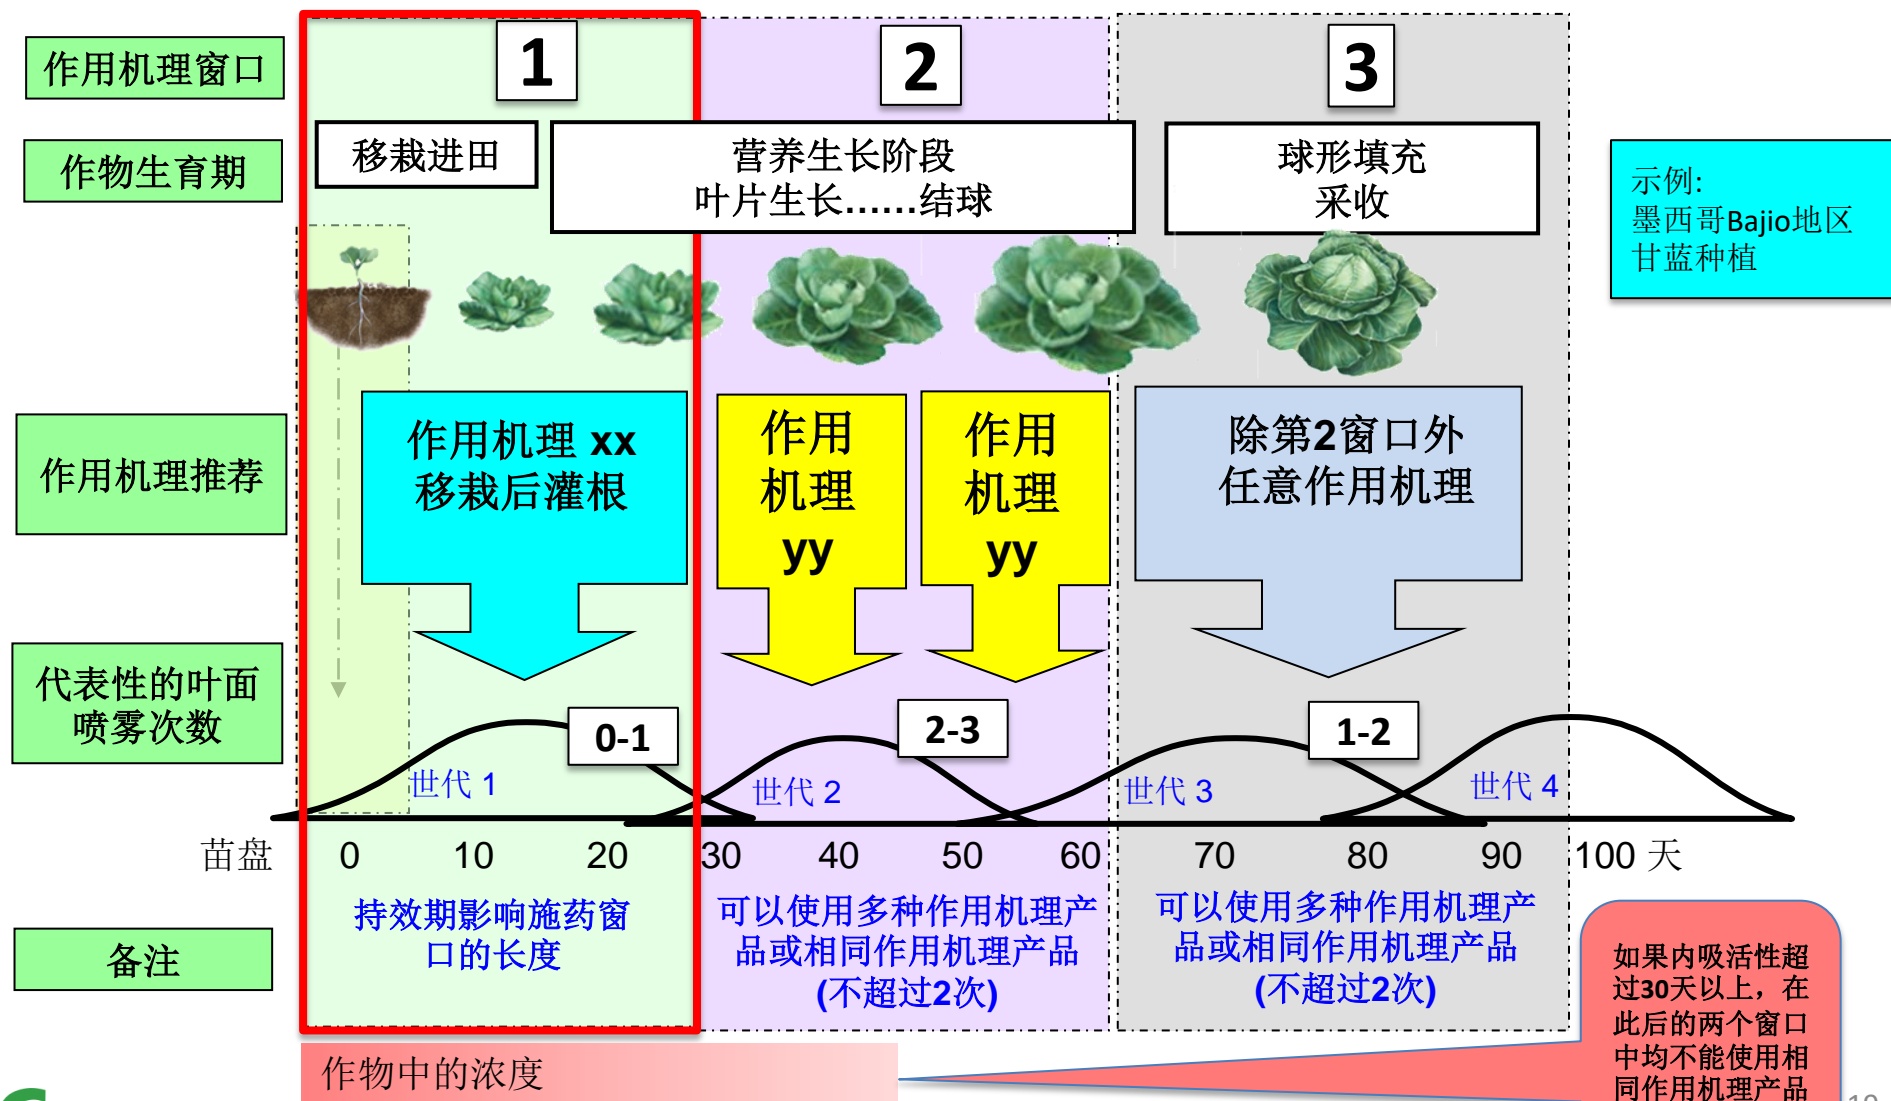 作用机理窗口
1
2
3
作物生育期
移栽进田
营养生长阶段
叶片生长……结球
球形填充
采收
示例:
墨西哥Bajio地区
甘蓝种植
作用机理推荐
作用机理 xx
移栽后灌根
作用
机理
yy
作用
机理
yy
除第2窗口外
任意作用机理
代表性的叶面
喷雾次数
0-1
2-3
1-2
世代 1
世代 2
世代 3
世代 4
苗盘 0 10 20 30 40 50 60 70 80 90 100 天
备注
持效期影响施药窗
口的长度
可以使用多种作用机理产
品或相同作用机理产品
(不超过2次)
可以使用多种作用机理产
品或相同作用机理产品
(不超过2次)
如果内吸活性超
过30天以上，在
此后的两个窗口
中均不能使用相
同作用机理产品
作物中的浓度